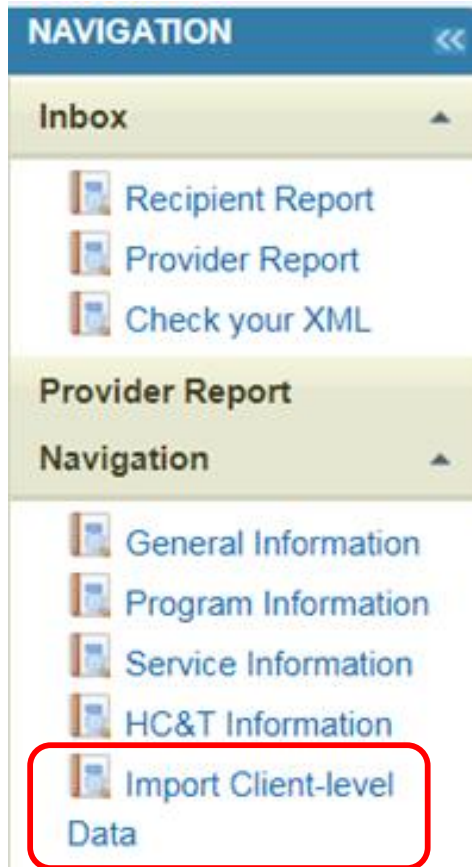 NAVIGATION
Inbox
Recipient Report
Provider Report
Check your XML
Provider Report
Navigation
General Information
Program Information
Service Information
HC&T Information
Import Client-level
Data